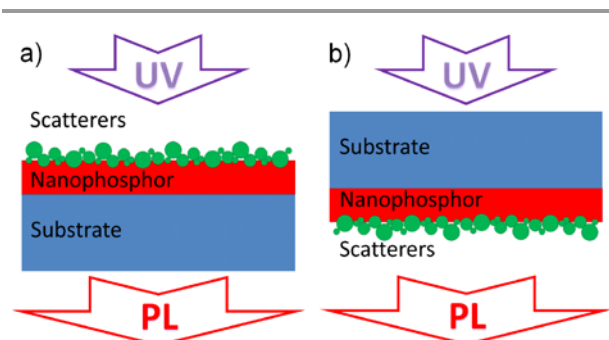 a)
UV
Scatterers
Nanophosphor
Substrate
PL
b)
UV
Substrate
Nanophosphor
Scatterers
PL